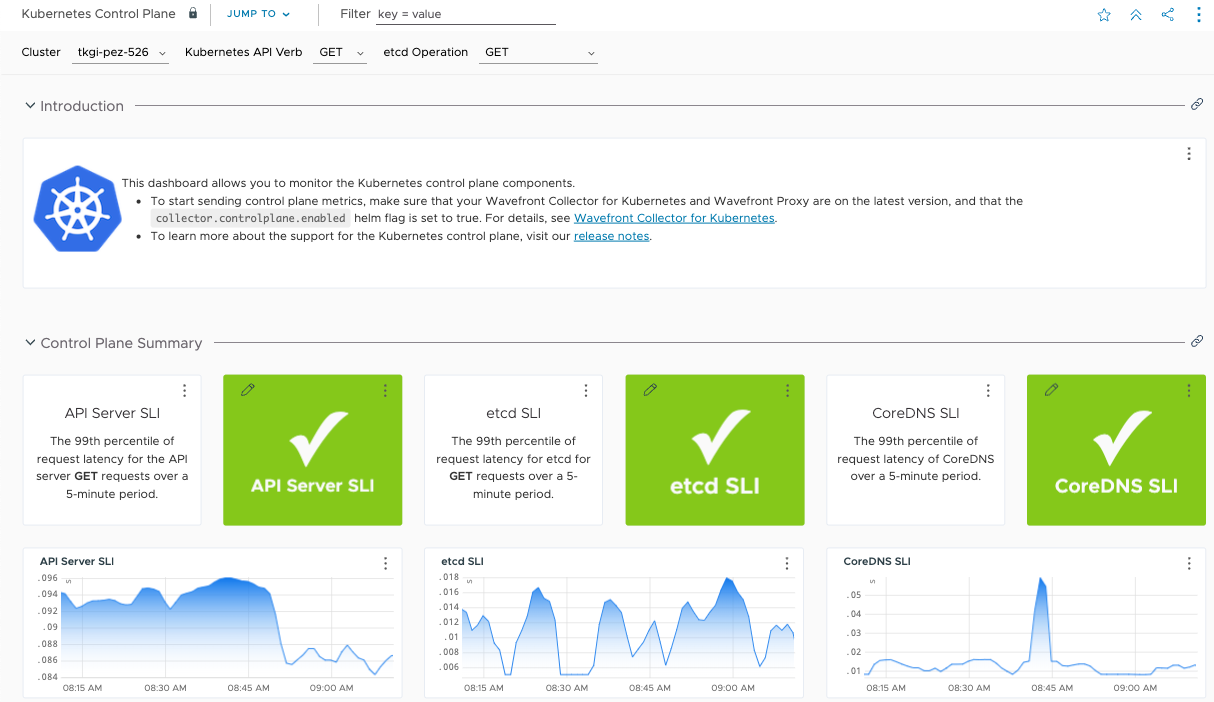 Kubernetes Control Plane JUMP TO Filter key = value
Cluster tkgi-pez-526 Kubernetes API Verb GET etcd Operation GET
Introduction
This dashboard allows you to monitor the Kubernetes control plane components.
• To start sending control plane metrics, make sure that your Wavefront Collector for Kubernetes and Wavefront Proxy are on the latest version, and that the
collector.controlplane.enabled helm flag is set to true. For details, see Wavefront Collector for Kubernetes.
• To learn more about the support for the Kubernetes control plane, visit our release notes.
Control Plane Summary
API Server SLI
The 99th percentile of
request latency for the API
server GET requests over a
5-minute period.
API Server SLI
etcd SLI
The 99th percentile of
request latency for etcd for
GET requests over a 5-
minute period.
etcd SLI
CoreDNS SLI
The 99th percentile of
request latency of CoreDNS
over a 5-minute period.
CoreDNS SLI
API Server SLI
s
.096
.094
.092
.09
.088
.086
.084
08:15 AM 08:30 AM 08:45 AM 09:00 AM
etcd SLI
s
.018
.016
.014
.012
.01
.008
.006
08:15 AM 08:30 AM 08:45 AM 09:00 AM
CoreDNS SLI
s
.05
.04
.03
.02
.01
08:15 AM 08:30 AM 08:45 AM 09:00 AM